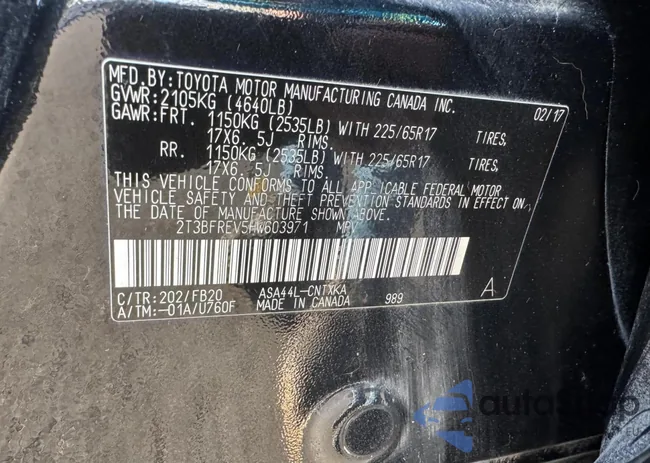 MFD.BY:TOYOTA MOTOR MANUFACTURING CANADA INC. 02/17
GVWR:2105KG (4640LB)
GAWR:FRT. 1150KG (2535LB) WITH 225/65R17 TIRES,
17X6.5J RIMS.
RR. 1150KG (2535LB) WITH 225/65R17 TIRES,
17X6.5J RIMS.
THIS VEHICLE CONFORMS TO ALL APPLICABLE FEDERAL MOTOR
VEHICLE SAFETY AND THEFT PREVENTION STANDARDS IN EFFECT ON
THE DATE OF MANUFACTURE SHOWN ABOVE.
2T3BFREV5HW603971 MPV
C/TR:202/FB20 ASA44L-CNTXKA
A/TM:-01A/U760F MADE IN CANADA 989 A